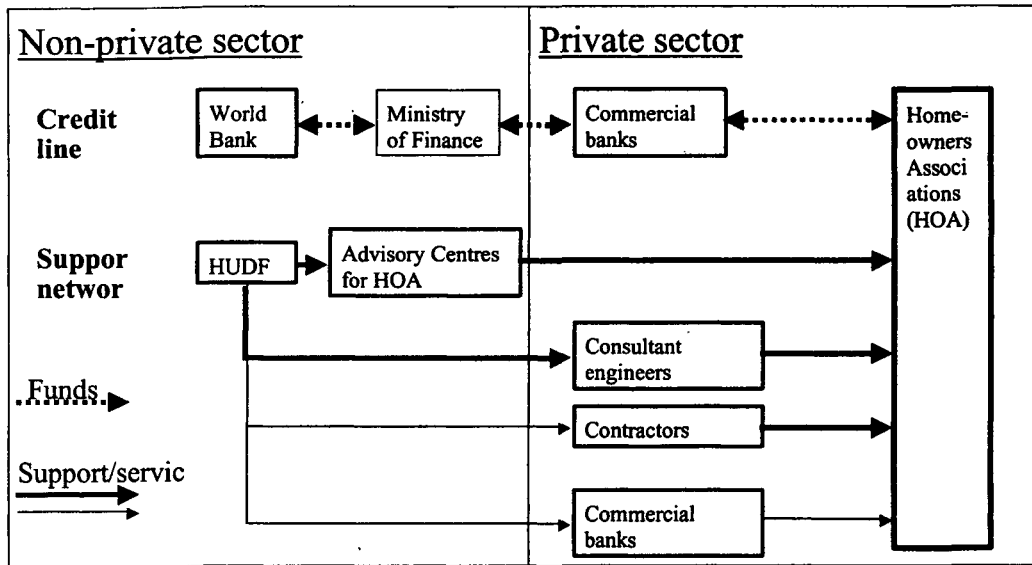 Non-private sector
Private sector
Credit
line
World
Bank
Ministry
of Finance
Commercial
banks
Home-
owners
Associ
ations
(HOA)
Suppor
networ
HUDF
Advisory Centres
for HOA
Consultant
engineers
Funds
Contractors
Support/servic
Commercial
banks